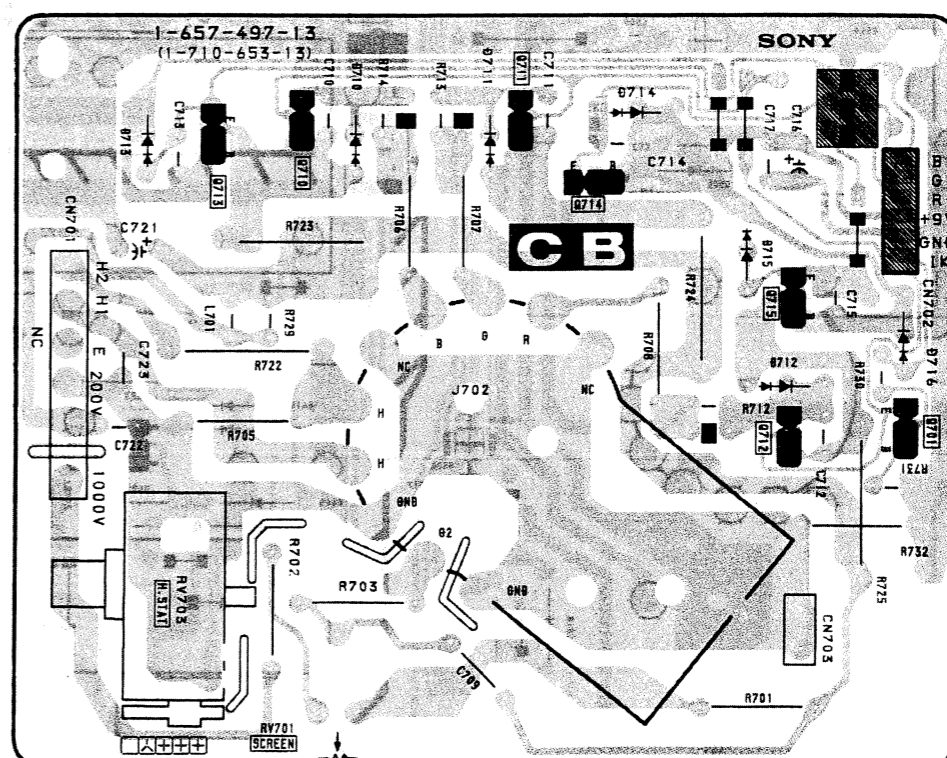 1-657-497-13
(1-710-653-13)
SONY
C713
D713
Q713
E
C710
Q710
D710
R714
R713
D711
Q711
C711
D714
C717
C716
E
B
C714
Q714
B
G
R
GND
CN702
CN701
C721
R723
R706
R707
CB
D715
Q715
C715
R724
H2 H1
NC
E
200V
1000V
L701
R729
C723
R722
B
G
R
NC
NC
J702
R708
D712
R712
Q712
C712
R730
D716
Q701
R731
H
R705
C722
H
GND
G2
R702
R703
GND
RV703
H.STAT
R732
R725
CN703
C709
R701
RV701
SCREEN